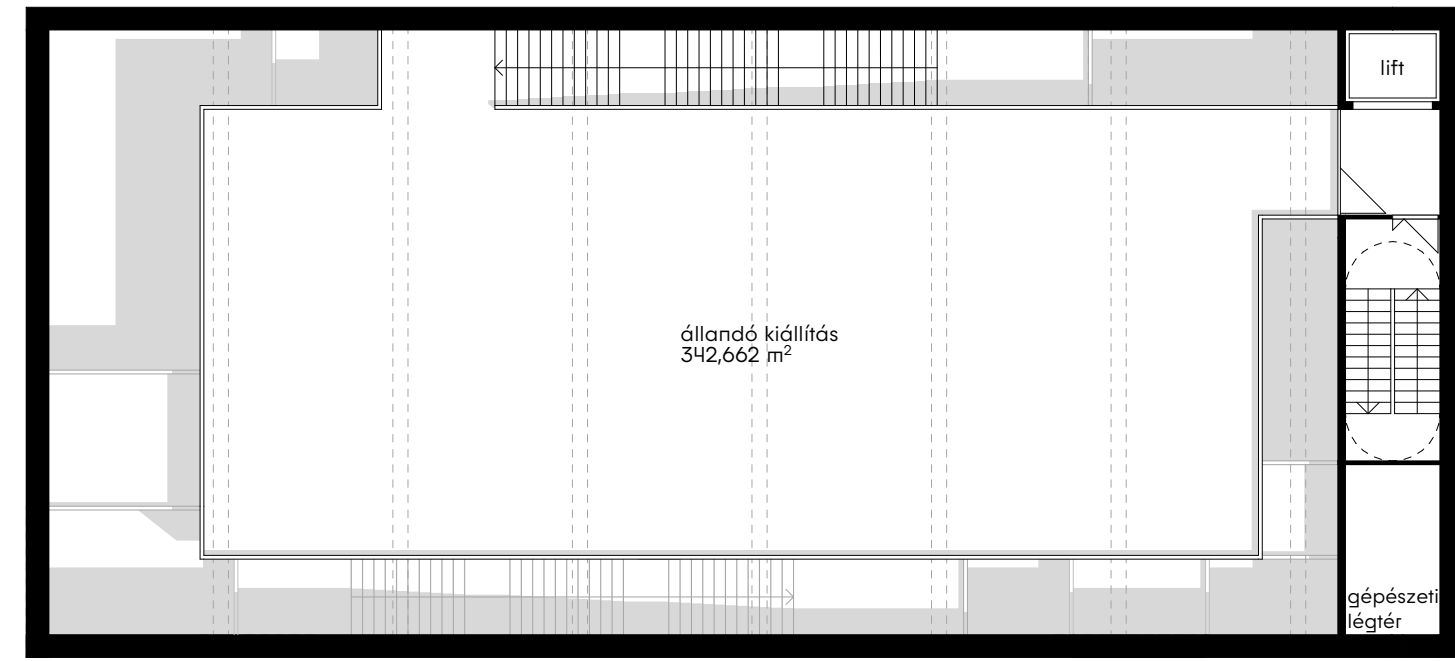 lift
állandó kiállítás
342,662 m²
gépészeti
légtér